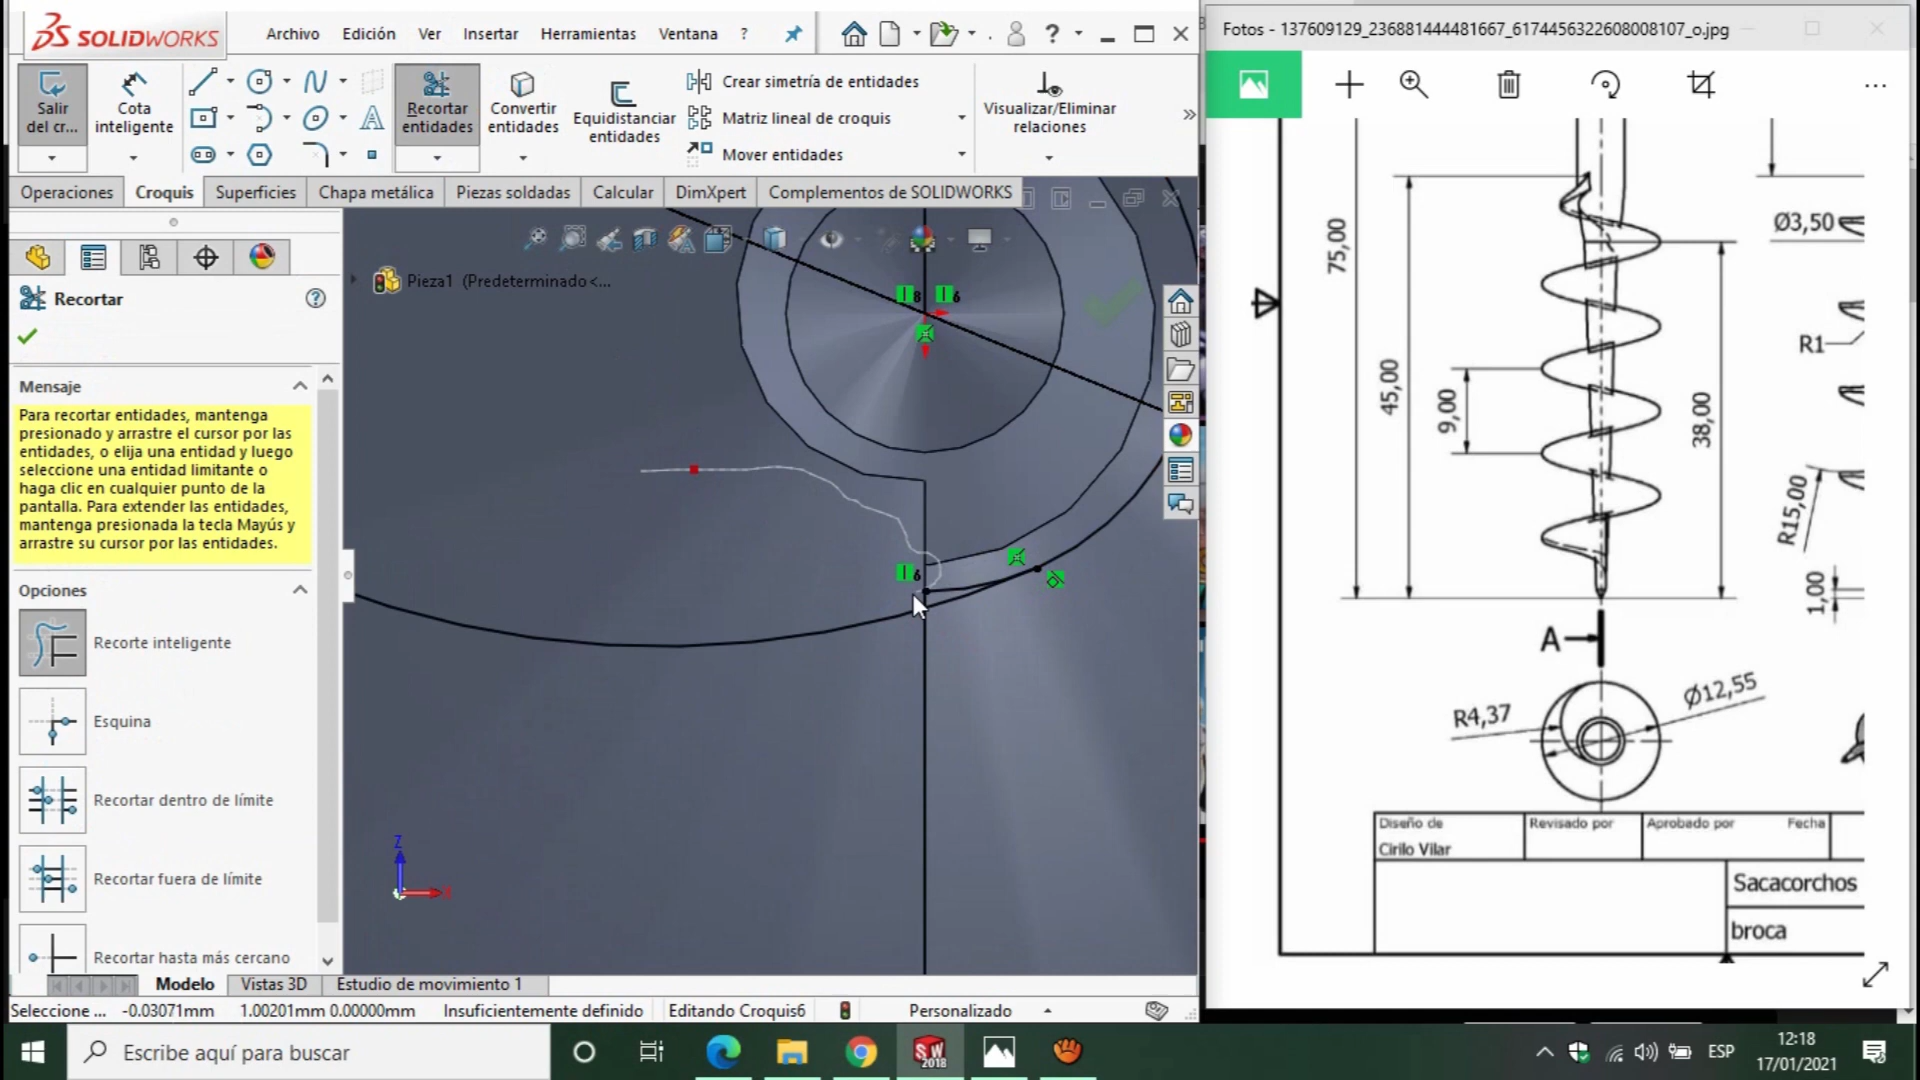 SOLIDWORKS
Archivo Edición Ver Insertar Herramientas Ventana ?
Fotos - 137609129_236881444481667_6174456322608008107_o.jpg
Salir
del cr...
Cota
inteligente
Recortar
entidades
Convertir
entidades
Equidistanciar
entidades
Crear simetría de entidades
Matriz lineal de croquis
Mover entidades
Visualizar/Eliminar
relaciones
Operaciones Croquis Superficies Chapa metálica Piezas soldadas Calcular DimXpert Complementos de SOLIDWORKS
Pieza1 (Predeterminado<...
Recortar
Mensaje
Para recortar entidades, mantenga
presionado y arrastre el cursor por las
entidades, o elija una entidad y luego
seleccione una entidad limitante o
haga clic en cualquier punto de la
pantalla. Para extender las entidades,
mantenga presionada la tecla Mayús y
arrastre su cursor por las entidades.
Opciones
Recorte inteligente
Esquina
Recortar dentro de límite
Recortar fuera de límite
Recortar hasta más cercano
8
6
6
Z
75,00
45,00
9,00
38,00
Ø3,50
R1
R15,00
1,00
A
R4,37
Ø12,55
Diseño de
Cirilo Vilar
Revisado por
Aprobado por
Fecha
Sacacorchos
broca
Modelo Vistas 3D Estudio de movimiento 1
Seleccione ... -0.03071mm 1.00201mm 0.00000mm Insuficientemente definido Editando Croquis6 Personalizado
Escribe aquí para buscar
SW
2018
ESP
12:18
17/01/2021